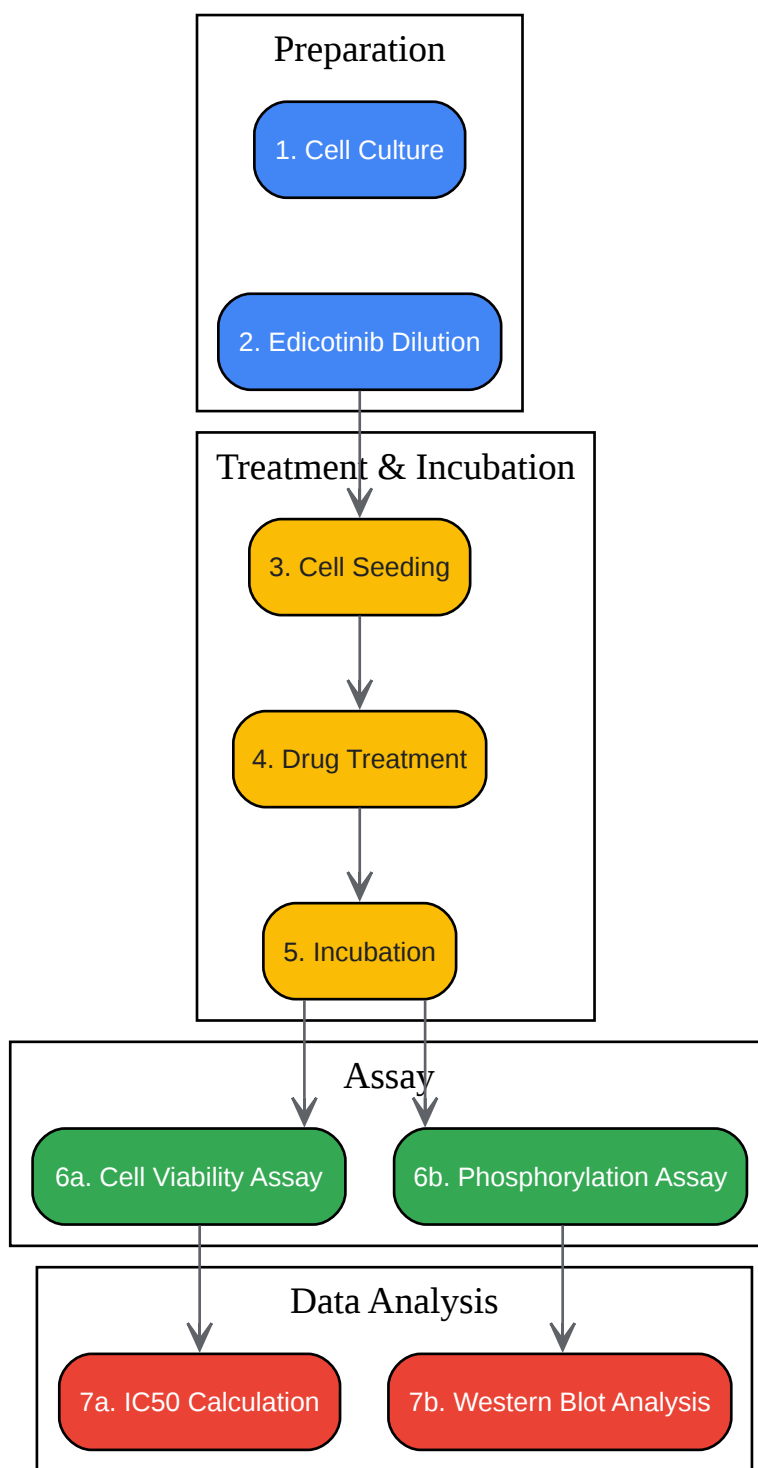 Preparation
1. Cell Culture
2. Edicotinib Dilution
Treatment & Incubation
3. Cell Seeding
4. Drug Treatment
5. Incubation
Assay
6a. Cell Viability Assay
6b. Phosphorylation Assay
Data Analysis
7a. IC50 Calculation
7b. Western Blot Analysis